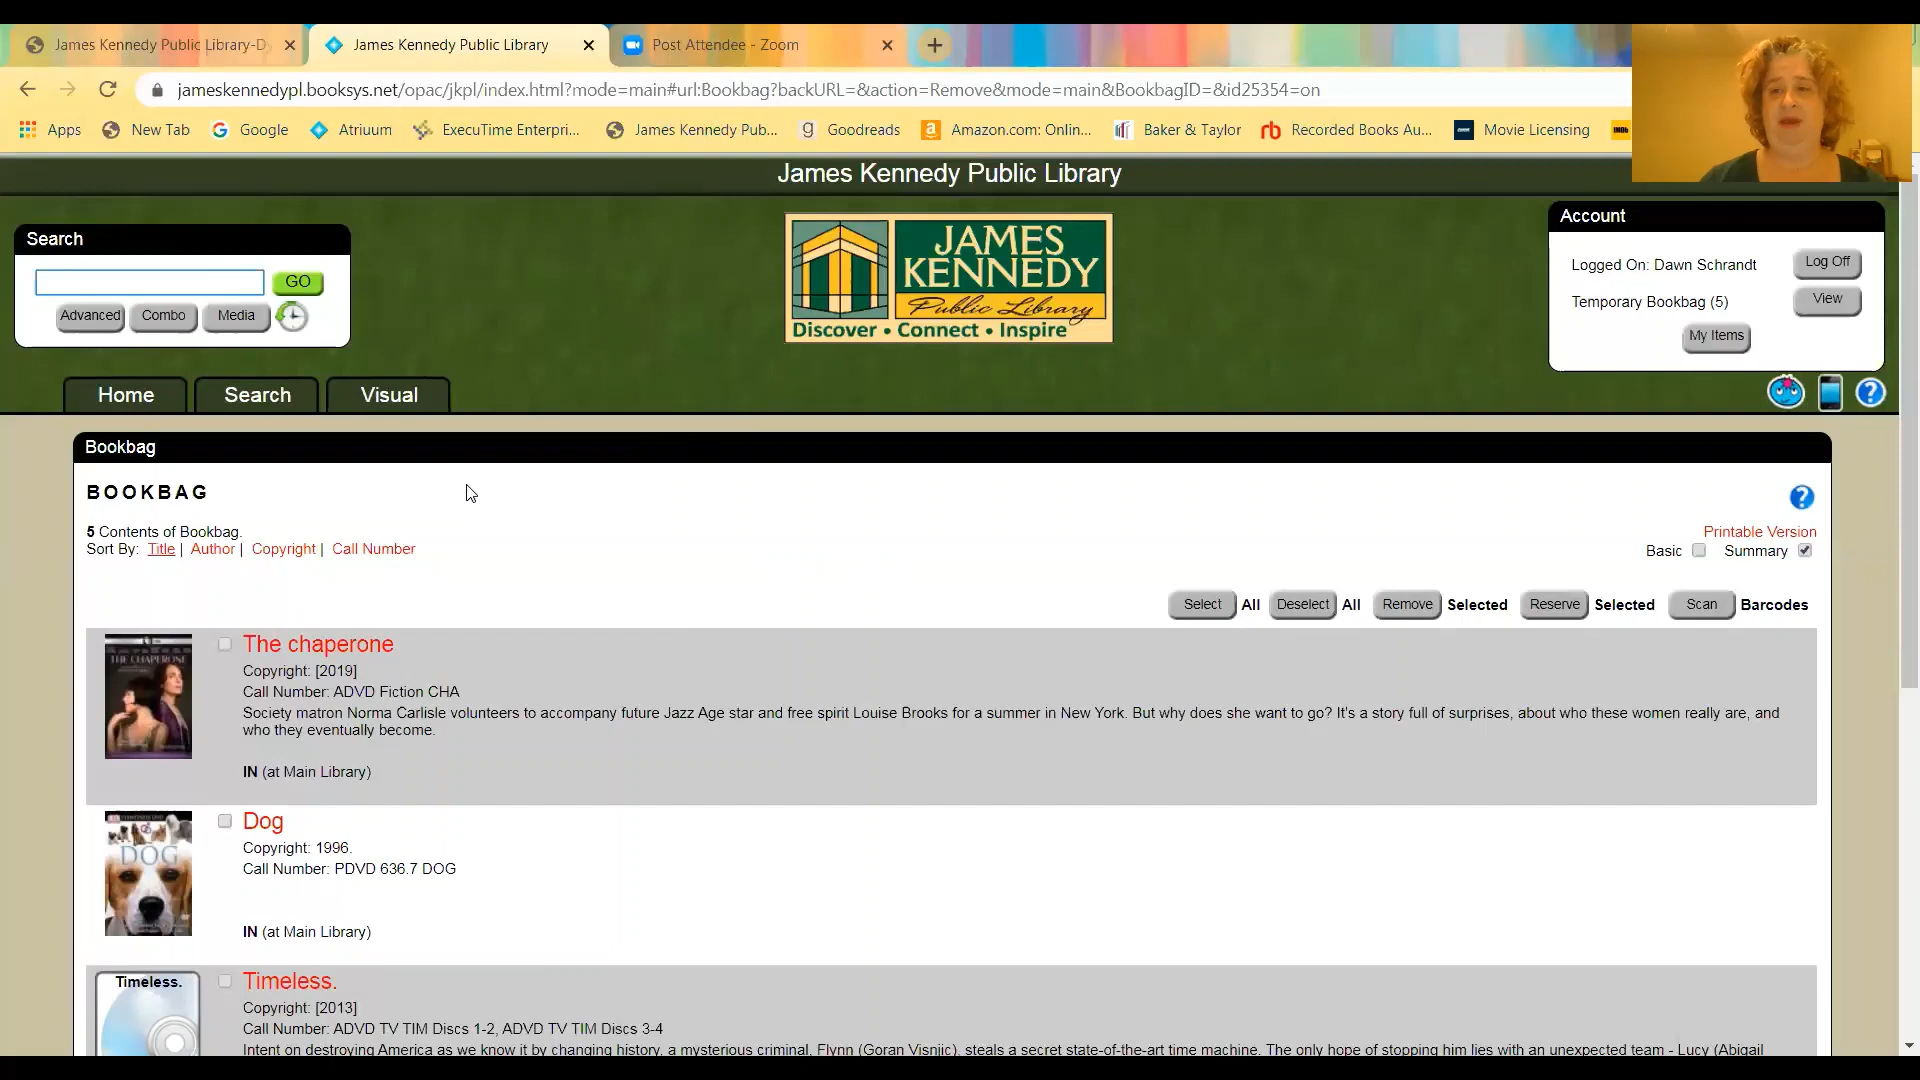 James Kennedy Public Library-D
James Kennedy Public Library
Post Attendee - Zoom
jameskennedypl.booksys.net/opac/jkpl/index.html?mode=main#url:Bookbag?backURL=&action=Remove&mode=main&BookbagID=&id25354=on
Apps
New Tab
Google
Atriuum
ExecuTime Enterpri...
James Kennedy Pub...
Goodreads
Amazon.com: Onlin...
Baker & Taylor
Recorded Books Au...
Movie Licensing
James Kennedy Public Library
Search
GO
Advanced
Combo
Media
JAMES
KENNEDY
Public Library
Discover • Connect • Inspire
Account
Logged On: Dawn Schrandt
Log Off
Temporary Bookbag (5)
View
My Items
Home
Search
Visual
Bookbag
BOOKBAG
5 Contents of Bookbag.
Sort By: Title | Author | Copyright | Call Number
Printable Version
Basic Summary
Select All Deselect All Remove Selected Reserve Selected Scan Barcodes
THE CHAPERONE
The chaperone
Copyright: [2019]
Call Number: ADVD Fiction CHA
Society matron Norma Carlisle volunteers to accompany future Jazz Age star and free spirit Louise Brooks for a summer in New York. But why does she want to go? It's a story full of surprises, about who these women really are, and
who they eventually become.
IN (at Main Library)
DOG
Dog
Copyright: 1996.
Call Number: PDVD 636.7 DOG
IN (at Main Library)
Timeless.
Timeless.
Copyright: [2013]
Call Number: ADVD TV TIM Discs 1-2, ADVD TV TIM Discs 3-4
Intent on destroying America as we know it by changing history, a mysterious criminal, Flynn (Goran Visnjic), steals a secret state-of-the-art time machine. The only hope of stopping him lies with an unexpected team - Lucy (Abigail